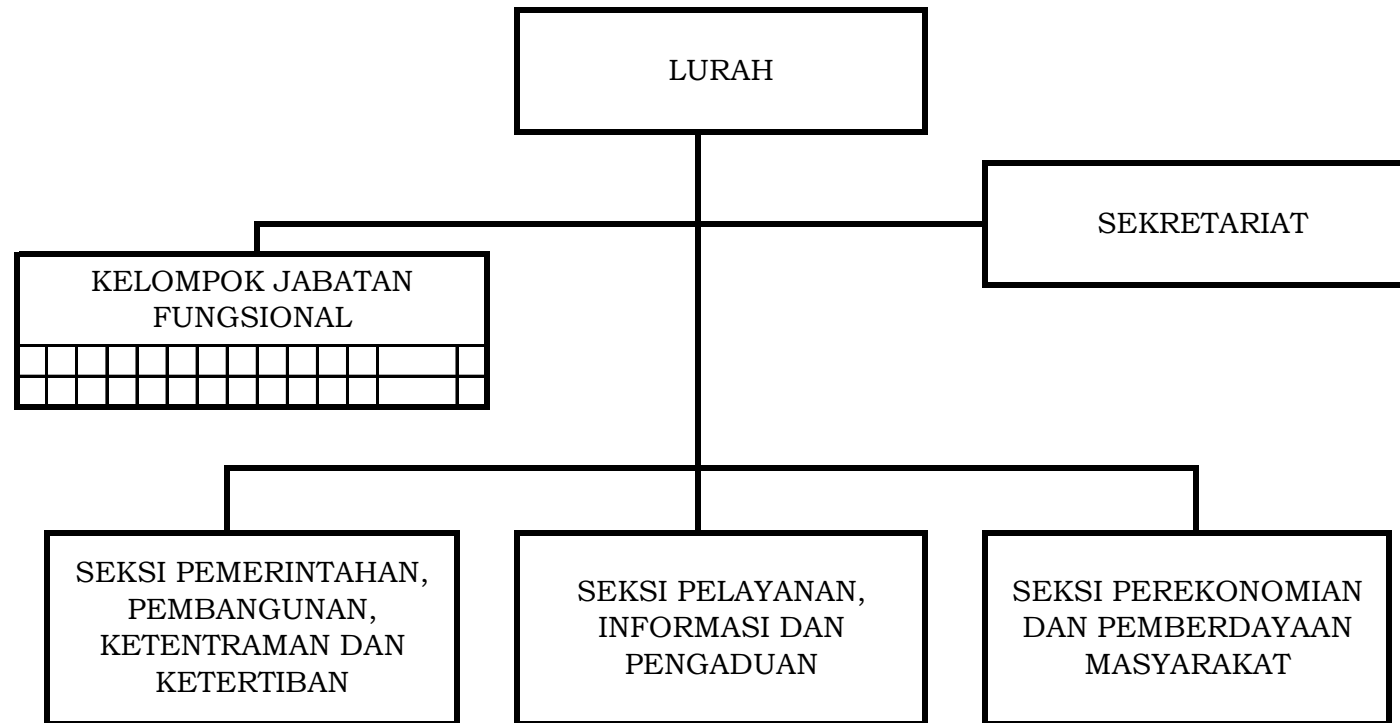 LURAH
SEKRETARIAT
KELOMPOK JABATAN
FUNGSIONAL
SEKSI PEMERINTAHAN,
PEMBANGUNAN,
KETENTRAMAN DAN
KETERTIBAN
SEKSI PELAYANAN,
INFORMASI DAN
PENGADUAN
SEKSI PEREKONOMIAN
DAN PEMBERDAYAAN
MASYARAKAT